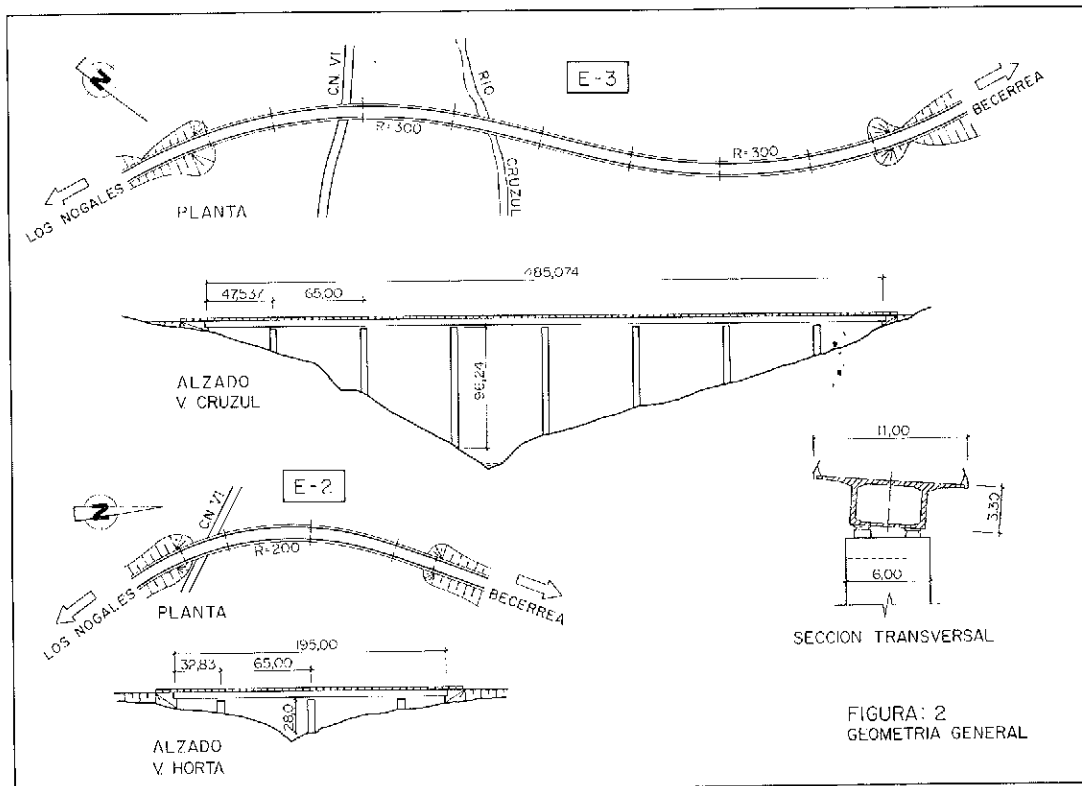 N
CN. VI
RIO
E-3
BECERREA
R=300
R=300
CRUZUL
LOS NOGALES
PLANTA
485,074
47,537
65,00
ALZADO
V. CRUZUL
11,00
3,30
6,00
SECCION TRANSVERSAL
E-2
N
CN. VI
R=200
LOS NOGALES
BECERREA
PLANTA
195,00
32,83
65,00
28,0
ALZADO
V. HORTA
FIGURA: 2
GEOMETRIA GENERAL